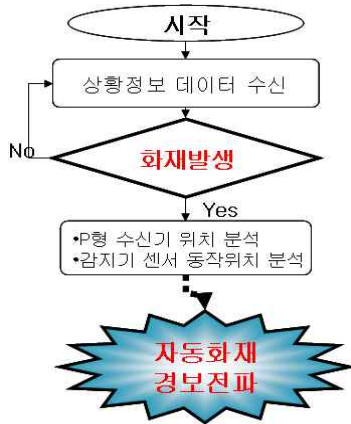 시작
상황정보 데이터 수신
No
화재발생
Yes
•P형 수신기 위치 분석
•감지기 센서 동작위치 분석
자동화재
경보전파